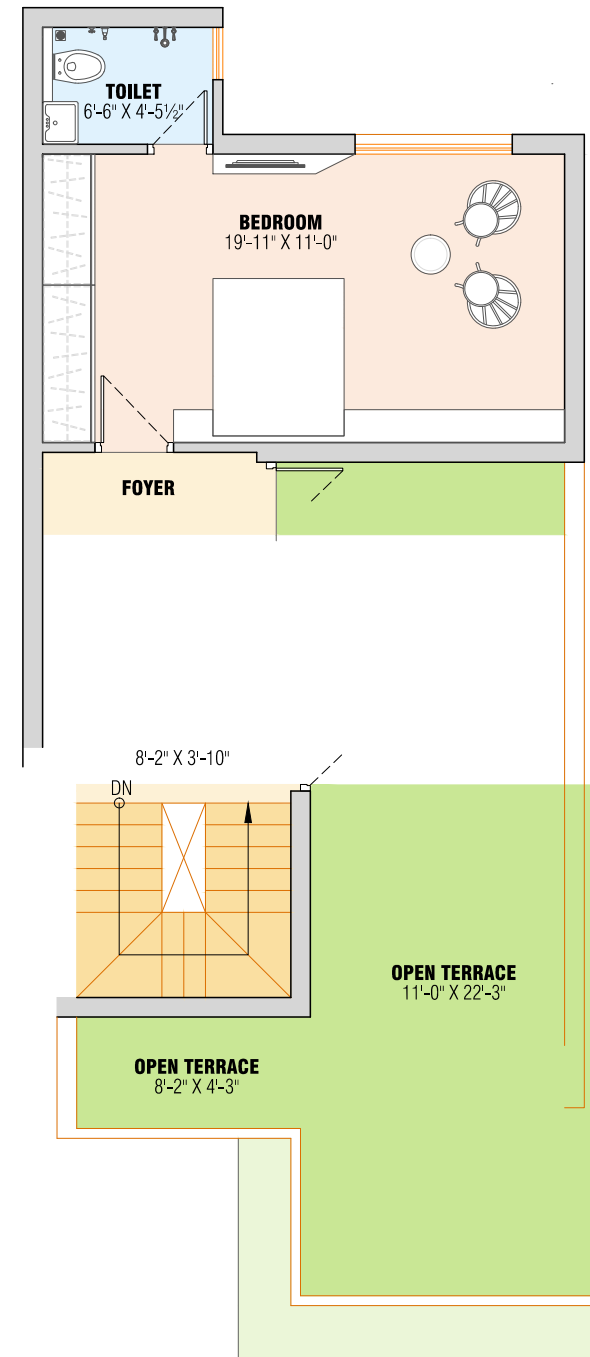 TOILET
6'-6" X 4'-5½"
BEDROOM
19'-11" X 11'-0"
FOYER
8'-2" X 3'-10"
DN
OPEN TERRACE
11'-0" X 22'-3"
OPEN TERRACE
8'-2" X 4'-3"